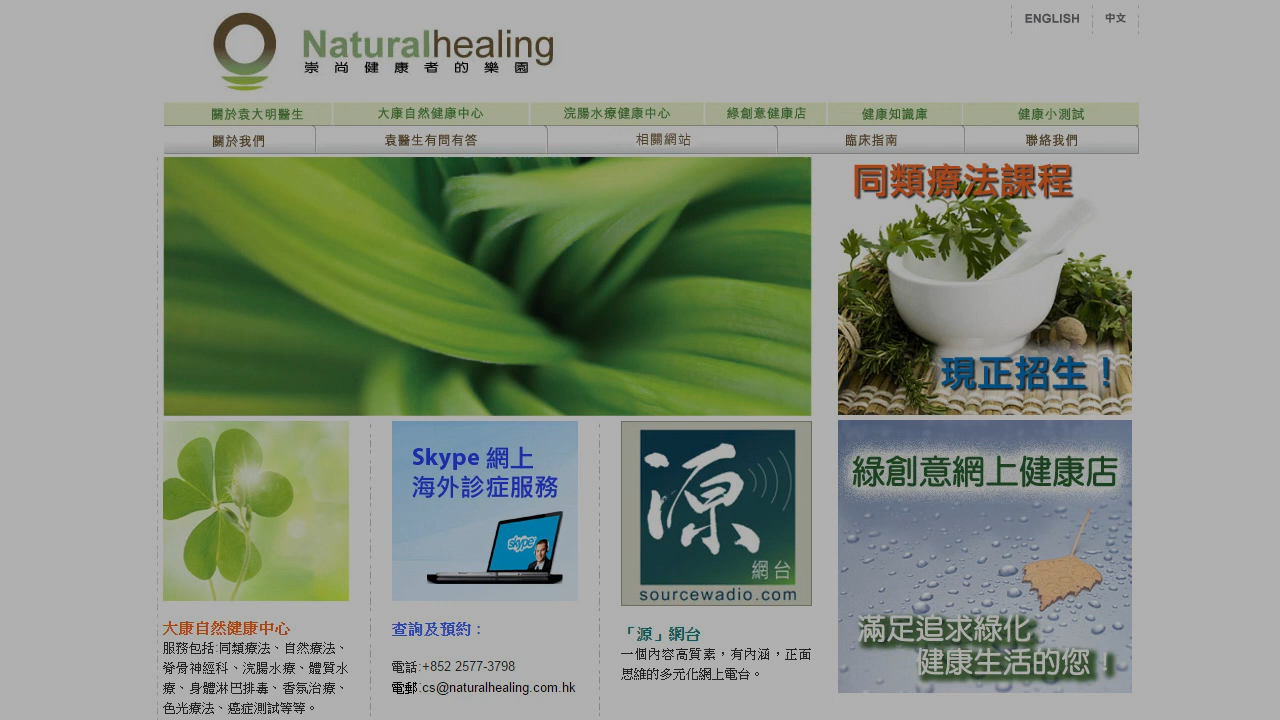 ENGLISH
中文
Naturalhealing
崇尚健康者的樂園
關於袁大明醫生
大康自然健康中心
浣腸水療健康中心
綠創意健康店
健康知識庫
健康小測試
關於我們
袁醫生有問有答
相關網站
臨床指南
聯絡我們
同類療法課程
現正招生！
Skype 網上
海外診症服務
skype
源
網台
sourcewadio.com
綠創意網上健康店
滿足追求綠化
健康生活的您！
大康自然健康中心
服務包括:同類療法、自然療法、
脊骨神經科、浣腸水療、礦氧水
療、身體淋巴排毒、香氛治療、
色光療法、癌症測試等等。
查詢及預約：
電話:+852 2577-3798
電郵:cs@naturalhealing.com.hk
「源」網台
一個內容高質素，有內涵，正面
思維的多元化網上電台。